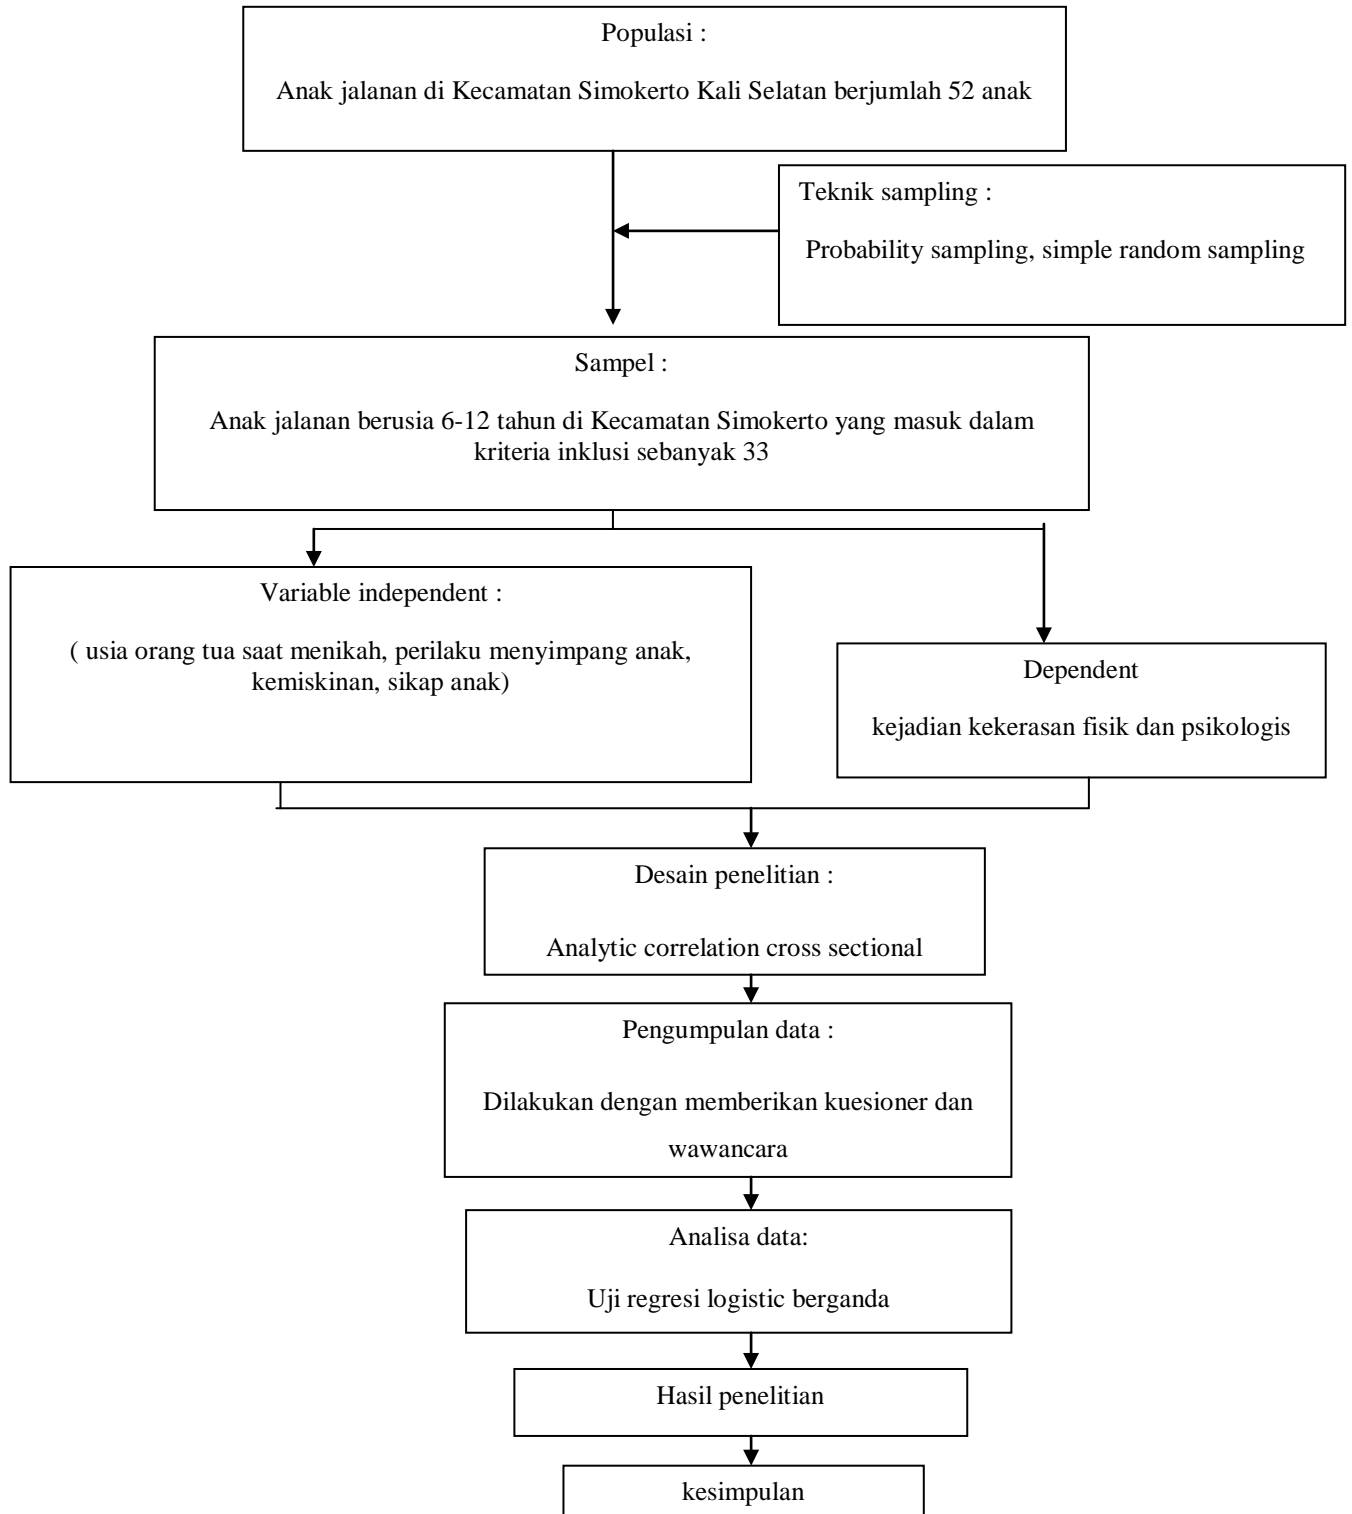 Populasi :
Anak jalanan di Kecamatan Simokerto Kali Selatan berjumlah 52 anak
Teknik sampling :
Probability sampling, simple random sampling
Sampel :
Anak jalanan berusia 6-12 tahun di Kecamatan Simokerto yang masuk dalam
kriteria inklusi sebanyak 33
Variable independent :
( usia orang tua saat menikah, perilaku menyimpang anak,
kemiskinan, sikap anak)
Dependent
kejadian kekerasan fisik dan psikologis
Desain penelitian :
Analytic correlation cross sectional
Pengumpulan data :
Dilakukan dengan memberikan kuesioner dan
wawancara
Analisa data:
Uji regresi logistic berganda
Hasil penelitian
kesimpulan